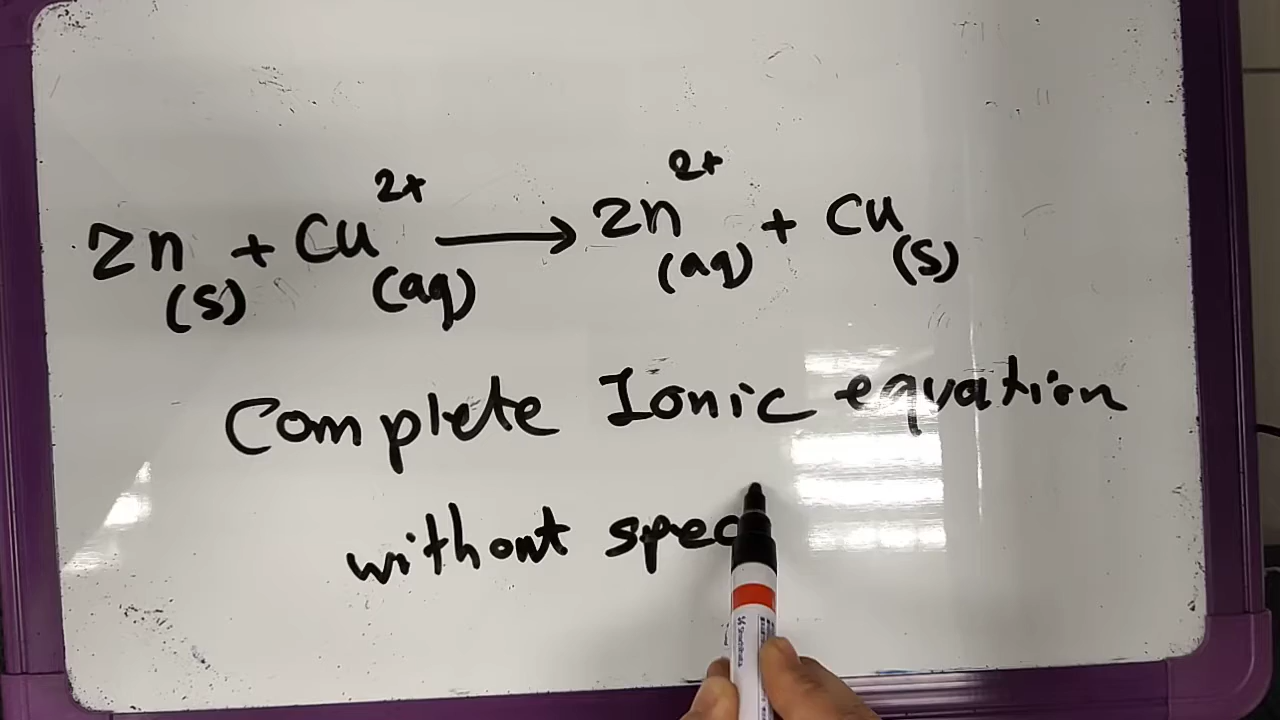 Zn(s) + Cu²⁺(aq) → Zn²⁺(aq) + Cu(s)
Complete Ionic equation
without spec